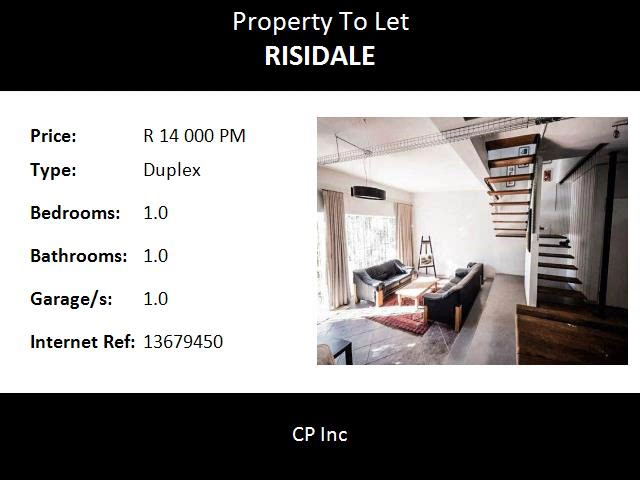 Property To Let
RISIDALE
Price: R 14 000 PM
Type: Duplex
Bedrooms: 1.0
Bathrooms: 1.0
Garage/s: 1.0
Internet Ref: 13679450
CP Inc